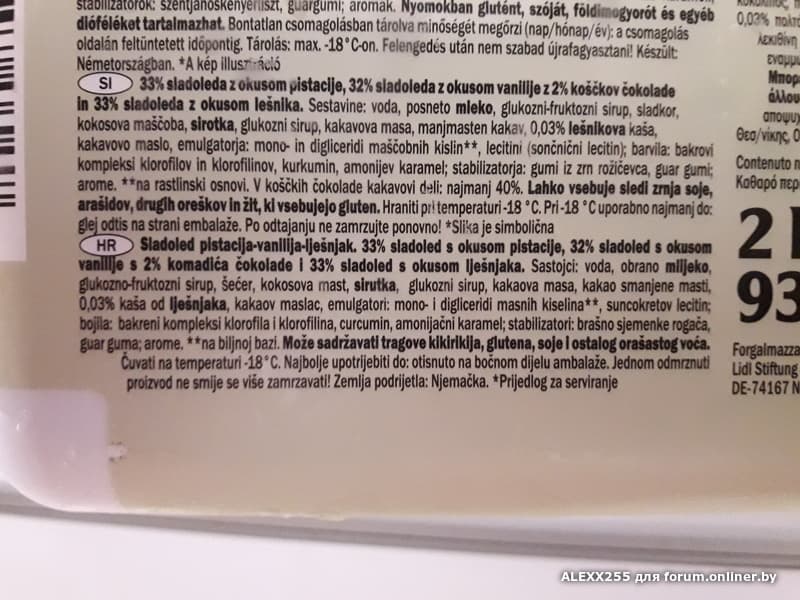 stabilizátorok: szentjánoskenyérliszt, guargumi; aromák. Nyomokban glutént, szóját, földimogyorót és egyéb
dióféléket tartalmazhat. Bontatlan csomagolásban tárolva minőségét megőrzi (nap/hónap/év): a csomagolás
oldalán feltüntetett időpontig. Tárolás: max. -18°C-on. Felengedés után nem szabad újrafagyasztani! Készült:
Németországban. *A kép illusztráció
SI 33% sladoleda z okusom pistacije, 32% sladoleda z okusom vanilije z 2% koščkov čokolade
in 33% sladoleda z okusom lešnika. Sestavine: voda, posneto mleko, glukozni-fruktozni sirup, sladkor,
kokosova maščoba, sirotka, glukozni sirup, kakavova masa, manjmasten kakav, 0,03% lešnikova kaša,
kakavovo maslo, emulgatorja: mono- in digliceridi maščobnih kislin**, lecitini (sončnični lecitin); barvila: bakrovi
kompleksi klorofilov in klorofilinov, kurkumin, amonijev karamel; stabilizatorja: gumi iz zrn rožičevca, guar gumi;
arome. **na rastlinski osnovi. V koščkih čokolade kakavovi deli: najmanj 40%. Lahko vsebuje sledi zrnja soje,
arašidov, drugih oreškov in žit, ki vsebujejo gluten. Hraniti pri temperaturi -18 °C. Pri -18 °C uporabno najmanj do:
glej odtis na strani embalaže. Po odtajanju ne zamrzujte ponovno! *Slika je simbolična
HR Sladoled pistacija-vanilija-lješnjak. 33% sladoled s okusom pistacije, 32% sladoled s okusom
vanilije s 2% komadića čokolade i 33% sladoled s okusom lješnjaka. Sastojci: voda, obrano mlijeko,
glukozno-fruktozni sirup, šećer, kokosova mast, sirutka, glukozni sirup, kakaova masa, kakao smanjene masti,
0,03% kaša od lješnjaka, kakaov maslac, emulgatori: mono- i digliceridi masnih kiselina**, suncokretov lecitin;
bojila: bakreni kompleksi klorofila i klorofilina, curcumin, amonijačni karamel; stabilizatori: brašno sjemenke rogača,
guar guma; arome. **na biljnoj bazi. Može sadržavati tragove kikirikija, glutena, soje i ostalog orašastog voća.
Čuvati na temperaturi -18°C. Najbolje upotrijebiti do: otisnuto na bočnom dijelu ambalaže. Jednom odmrznuti
proizvod ne smije se više zamrzavati! Zemlja podrijetla: Njemačka. *Prijedlog za serviranje
0,03%
λεκιθίνη
Μπορ
άλλου
Θεσ/νίκης, 0
Contenuto n
Καθαρό περ
2
93
Forgalmazza
Lidl Stiftung
DE-74167 N
ALEXX255 для forum.onliner.by